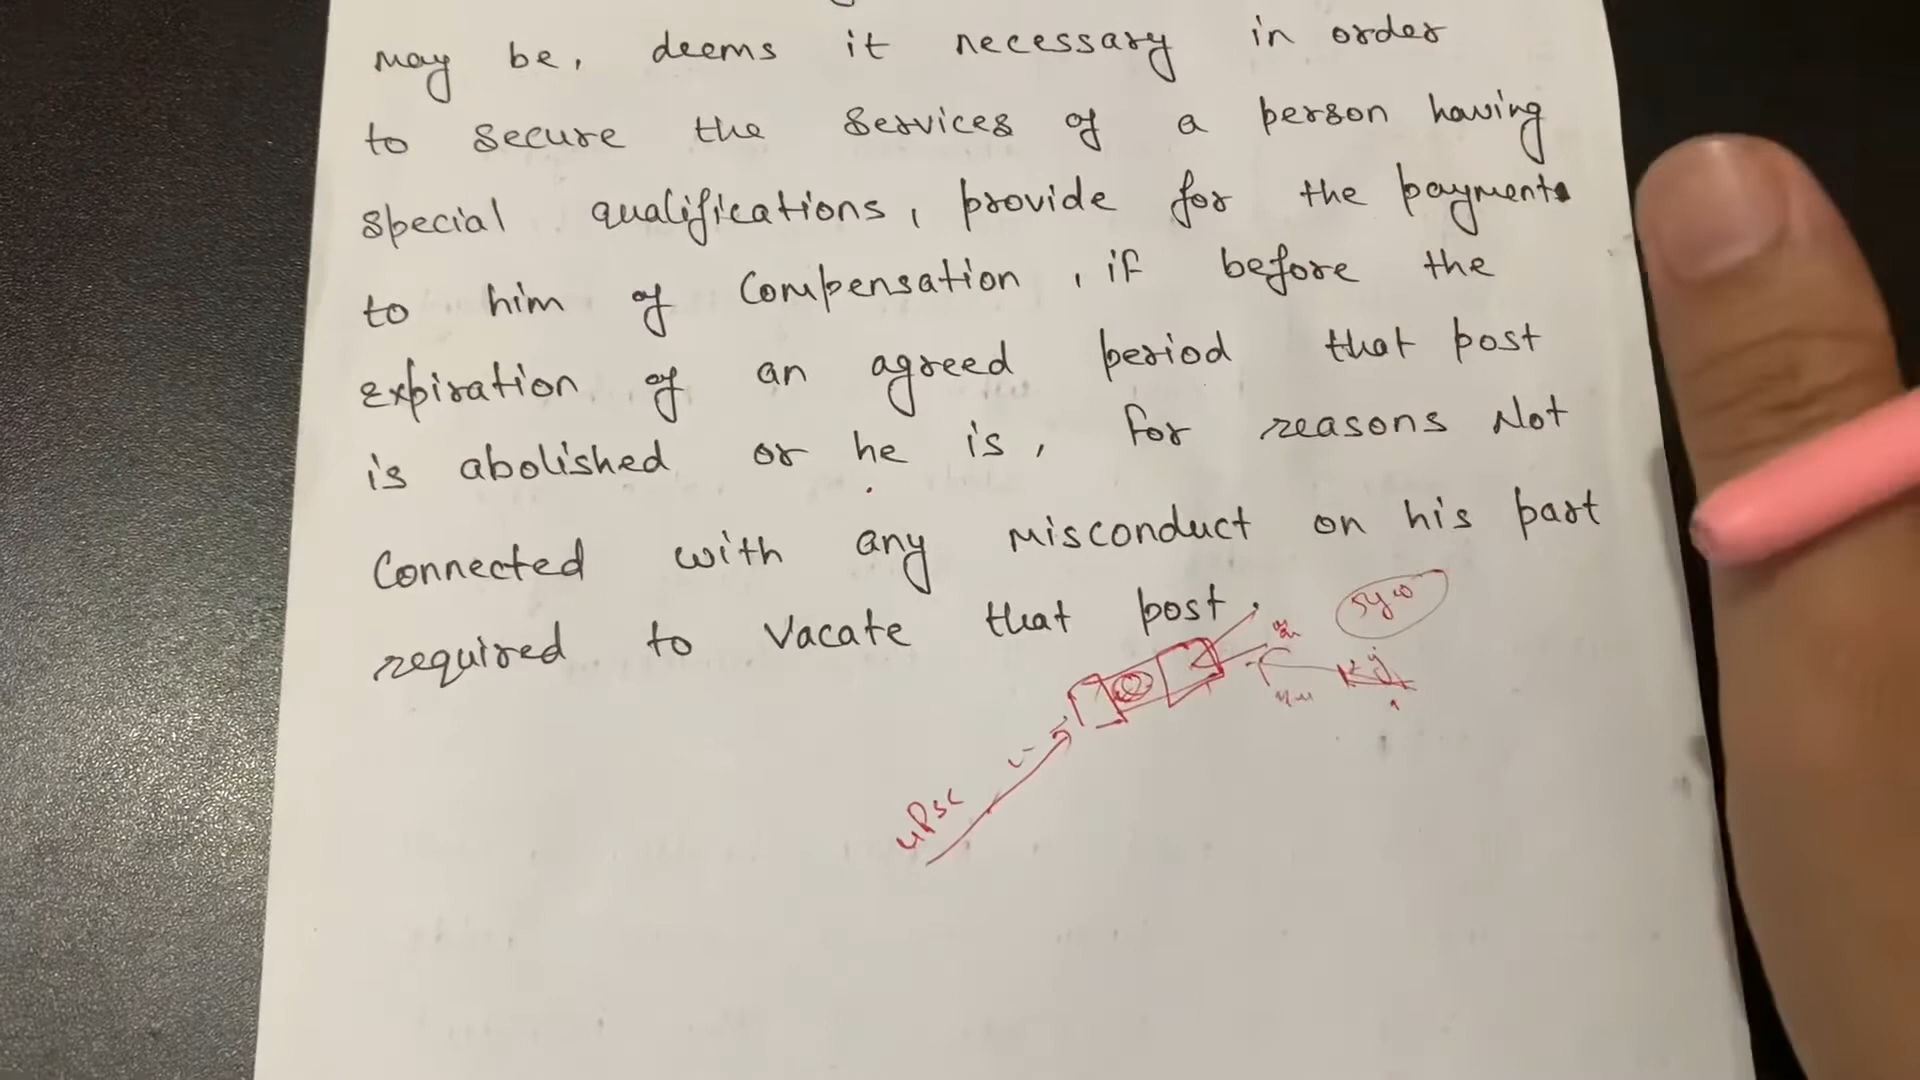 may be, deems it necessary in order
to secure the services of a person having
special qualifications, provide for the payment
to him of Compensation, if before the
expiration of an agreed period that post
is abolished or he is, for reasons Not
Connected with any Misconduct on his part
required to Vacate that post.
5yω
UPSC